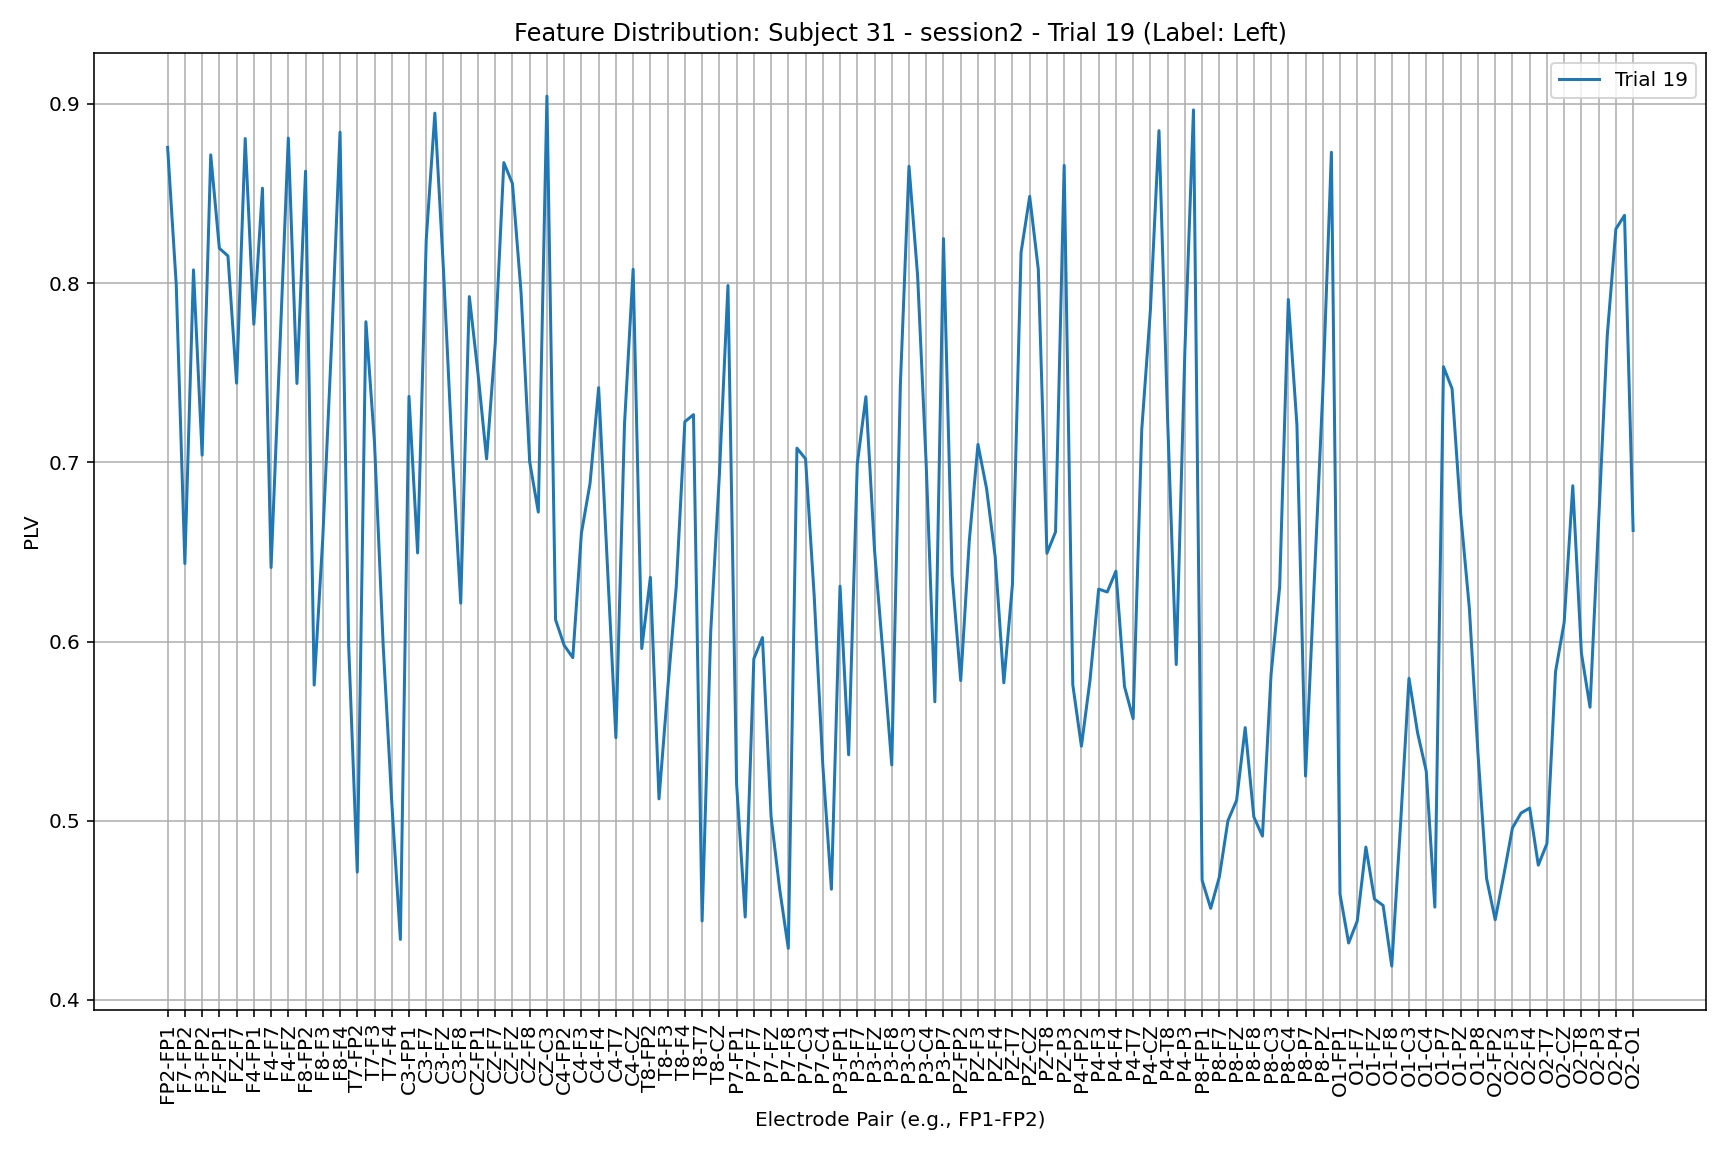 Feature Distribution: Subject 31 - session2 - Trial 19 (Label: Left)
Trial 19
PLV
0.9
0.8
0.7
0.6
0.5
0.4
FP2-FP1
F7-FP2
F3-FP2
FZ-FP1
FZ-F7
F4-FP1
F4-F7
F4-FZ
F8-FP2
F8-F3
F8-F4
T7-FP2
T7-F3
T7-F4
C3-FP1
C3-F7
C3-FZ
C3-F8
CZ-FP1
CZ-F7
CZ-FZ
CZ-F8
CZ-C3
C4-FP2
C4-F3
C4-F4
C4-T7
C4-CZ
T8-FP2
T8-F3
T8-F4
T8-T7
T8-CZ
P7-FP1
P7-F7
P7-FZ
P7-F8
P7-C3
P7-C4
P3-FP1
P3-F7
P3-FZ
P3-F8
P3-C3
P3-C4
P3-P7
PZ-FP2
PZ-F3
PZ-F4
PZ-T7
PZ-CZ
PZ-T8
PZ-P3
P4-FP2
P4-F3
P4-F4
P4-T7
P4-CZ
P4-T8
P4-P3
P8-FP1
P8-F7
P8-FZ
P8-F8
P8-C3
P8-C4
P8-P7
P8-PZ
O1-FP1
O1-F7
O1-FZ
O1-F8
O1-C3
O1-C4
O1-P7
O1-PZ
O1-P8
O2-FP2
O2-F3
O2-F4
O2-T7
O2-CZ
O2-T8
O2-P3
O2-P4
O2-O1
Electrode Pair (e.g., FP1-FP2)